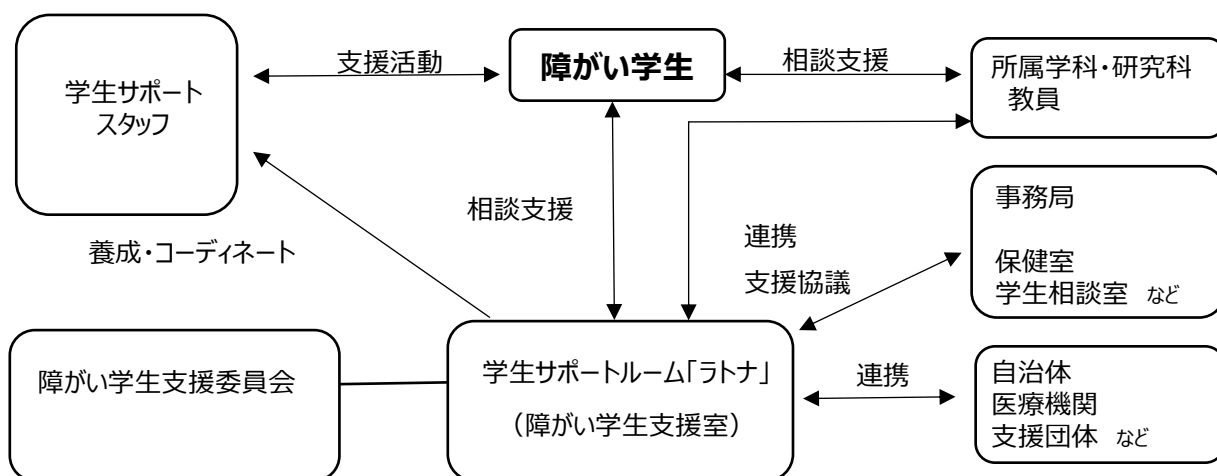 学生サポート
スタッフ
支援活動
障がい学生
相談支援
所属学科・研究科
教員
相談支援
養成・コーディネート
連携
支援協議
事務局
保健室
学生相談室 など
障がい学生支援委員会
学生サポートルーム「ラトナ」
（障がい学生支援室）
連携
自治体
医療機関
支援団体 など